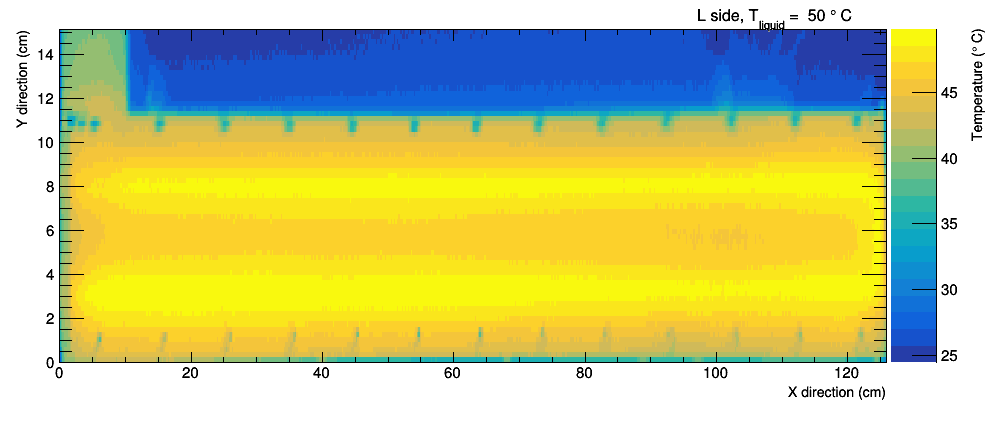 L side, T_liquid = 50 ° C
Y direction (cm)
14
12
10
8
6
4
2
0
0 20 40 60 80 100 120
X direction (cm)
45
40
35
30
25
Temperature (° C)